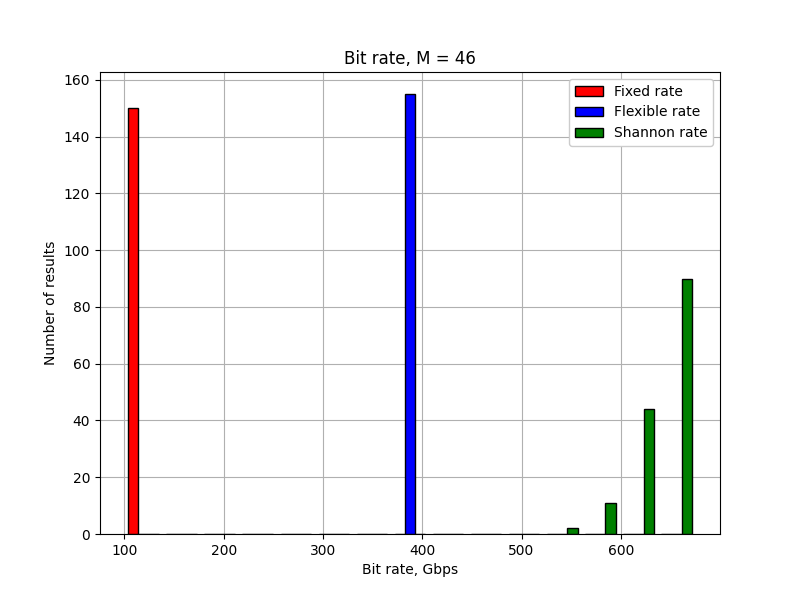 Bit rate, M = 46
160
140
120
100
80
60
40
20
0
Number of results
Fixed rate
Flexible rate
Shannon rate
100 200 300 400 500 600
Bit rate, Gbps